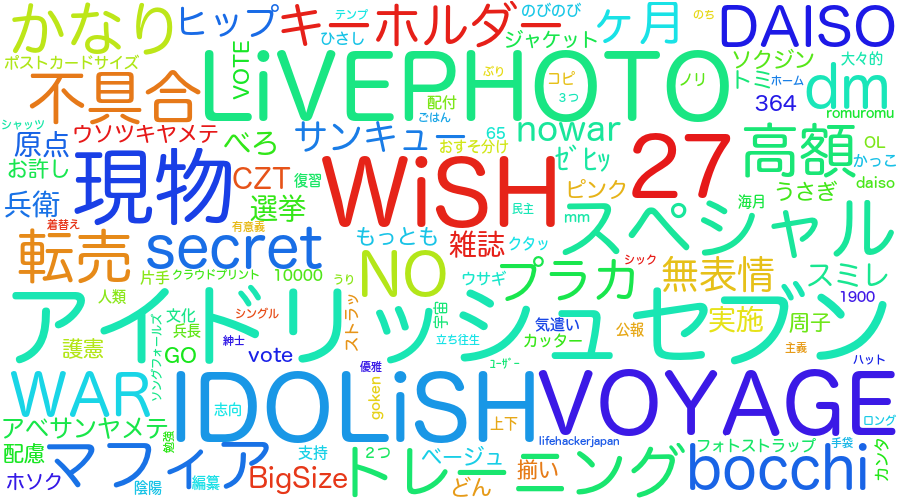 かなり ヒップ キーホルダー テンプ のびのび ヶ月 DAISO のち
ポストカードサイズ VOTE ひさし ジャケット ソクジン 大々的
不具合 LiVEPHOTO ぶり コピ ノリ トミ ホーム dm
配付 ごはん 3つ 364 romuromu
シャッツ 原点 ウソツキヤメテ べろ サンキュー 65 nowar 27 高額 OL
お許し おすそ分け ｾﾞﾋｯ かっこ
現物 CZT 復習 WiSH ピンク うさぎ daiso
兵衛 選挙 民主 mm スペシャル 海月
着替え 有意義 もっとも 雑誌 クタッ
転売 secret NO プラカ シック 無表情 スミレ
片手 クラウドプリント 10000 うり ウサギ
人類 アイドリッシュセブン 1900
文化 シングル ストラッ 宇宙 気遣い 公報 実施 周子
護憲 ソングフォールズ 兵長 紳士 立ち往生 カッター 主義
GO vote 優雅 ﾕｰｻﾞｰ ハット
WAR IDOLiSH VOYAGE
志向 goken 上下 ロング
アベサンヤメテ 勉強 lifehackerjapan 手袋
配慮 マフィア 支持 2つ ベージュ フォトストラップ カンタ
ホソク 陰陽 編纂 BigSize トレーニング どん 揃い bocchi